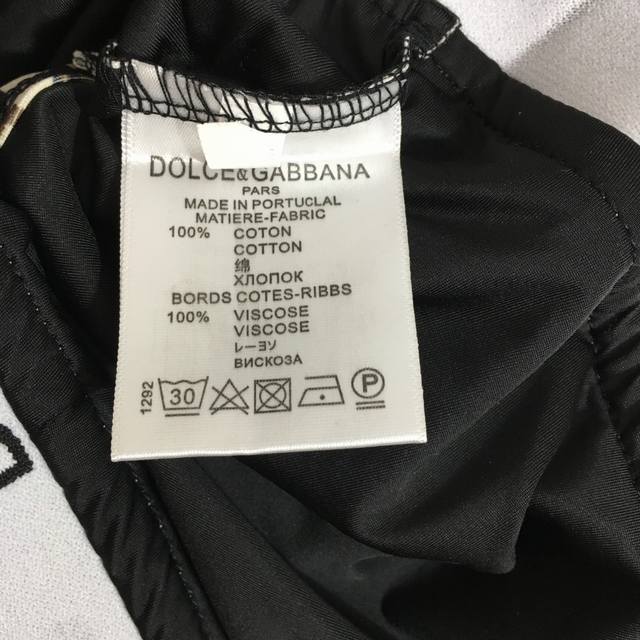 DOLCE&GABBANA
PARS
MADE IN PORTUCLAL
MATIERE-FABRIC
100% COTON
COTTON
綿
ХЛОПОК
BORDS COTES-RIBBS
100% VISCOSE
VISCOSE
レーヨソ
ВИСКОЗА
1292
30
P